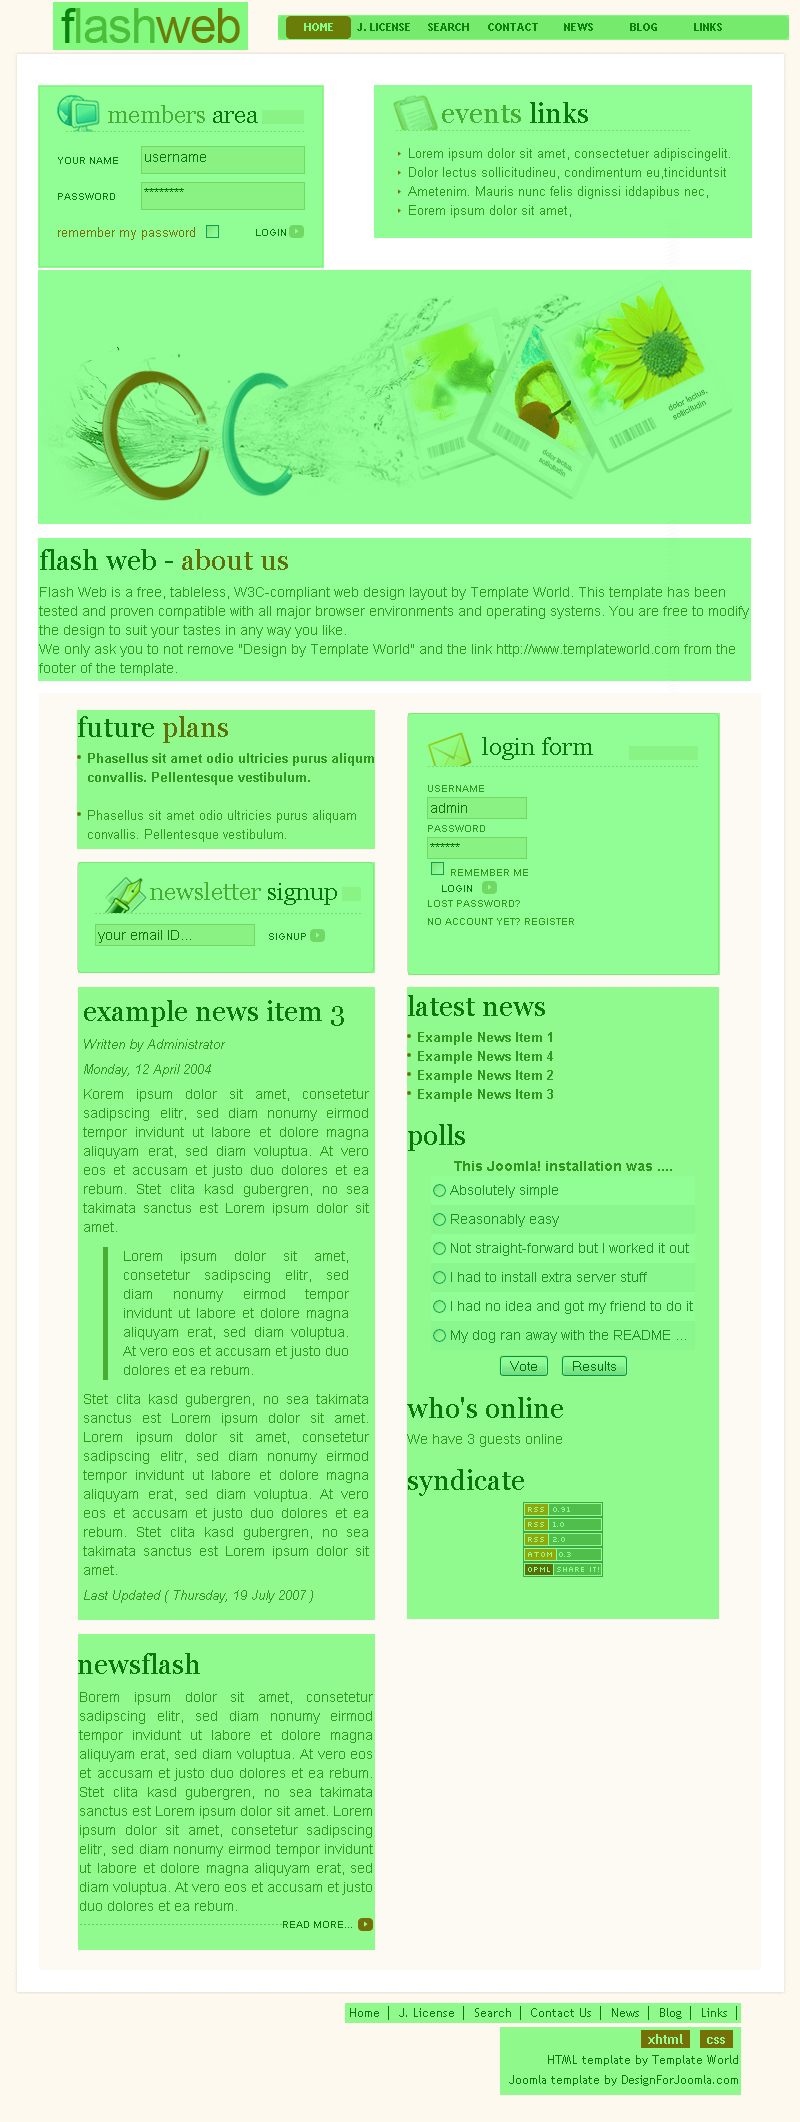 flashweb
HOME J. LICENSE SEARCH CONTACT NEWS BLOG LINKS
members area
YOUR NAME username
PASSWORD ********
remember my password LOGIN
events links
Lorem ipsum dolor sit amet, consectetuer adipiscingelit.
Dolor lectus sollicitudineu, condimentum eu,tinciduntsit
Ametenim. Mauris nunc felis dignissi iddapibus nec,
Eorem ipsum dolor sit amet,
dolor lectus,
sollicitudin
dolor lectus,
sollicitudin
flash web - about us
Flash Web is a free, tableless, W3C-compliant web design layout by Template World. This template has been
tested and proven compatible with all major browser environments and operating systems. You are free to modify
the design to suit your tastes in any way you like.
We only ask you to not remove "Design by Template World" and the link http://www.templateworld.com from the
footer of the template.
future plans
Phasellus sit amet odio ultricies purus aliqum
convallis. Pellentesque vestibulum.
Phasellus sit amet odio ultricies purus aliquam
convallis. Pellentesque vestibulum.
newsletter signup
your email ID... SIGNUP
login form
USERNAME
admin
PASSWORD
******
REMEMBER ME
LOGIN
LOST PASSWORD?
NO ACCOUNT YET? REGISTER
example news item 3
Written by Administrator
Monday, 12 April 2004
Korem ipsum dolor sit amet, consetetur
sadipscing elitr, sed diam nonumy eirmod
tempor invidunt ut labore et dolore magna
aliquyam erat, sed diam voluptua. At vero
eos et accusam et justo duo dolores et ea
rebum. Stet clita kasd gubergren, no sea
takimata sanctus est Lorem ipsum dolor sit
amet.
Lorem ipsum dolor sit amet,
consetetur sadipscing elitr, sed
diam nonumy eirmod tempor
invidunt ut labore et dolore magna
aliquyam erat, sed diam voluptua.
At vero eos et accusam et justo duo
dolores et ea rebum.
Stet clita kasd gubergren, no sea takimata
sanctus est Lorem ipsum dolor sit amet.
Lorem ipsum dolor sit amet, consetetur
sadipscing elitr, sed diam nonumy eirmod
tempor invidunt ut labore et dolore magna
aliquyam erat, sed diam voluptua. At vero
eos et accusam et justo duo dolores et ea
rebum. Stet clita kasd gubergren, no sea
takimata sanctus est Lorem ipsum dolor sit
amet.
Last Updated ( Thursday, 19 July 2007 )
latest news
Example News Item 1
Example News Item 4
Example News Item 2
Example News Item 3
polls
This Joomla! installation was ....
Absolutely simple
Reasonably easy
Not straight-forward but I worked it out
I had to install extra server stuff
I had no idea and got my friend to do it
My dog ran away with the README ...
Vote Results
who's online
We have 3 guests online
syndicate
RSS 0.91
RSS 1.0
RSS 2.0
ATOM 0.3
OPML SHARE IT!
newsflash
Borem ipsum dolor sit amet, consetetur
sadipscing elitr, sed diam nonumy eirmod
tempor invidunt ut labore et dolore magna
aliquyam erat, sed diam voluptua. At vero eos
et accusam et justo duo dolores et ea rebum.
Stet clita kasd gubergren, no sea takimata
sanctus est Lorem ipsum dolor sit amet. Lorem
ipsum dolor sit amet, consetetur sadipscing
elitr, sed diam nonumy eirmod tempor invidunt
ut labore et dolore magna aliquyam erat, sed
diam voluptua. At vero eos et accusam et justo
duo dolores et ea rebum.
READ MORE...
Home | J. License | Search | Contact Us | News | Blog | Links |
xhtml css
HTML template by Template World
Joomla template by DesignForJoomla.com